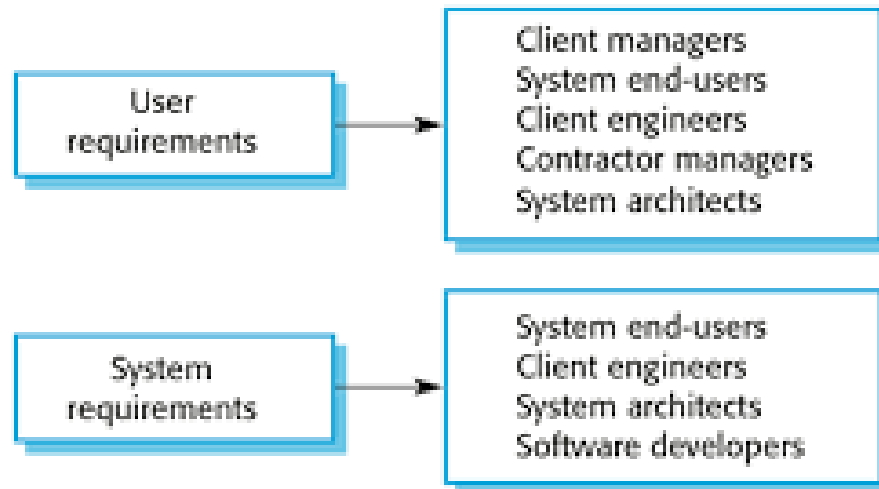 User
requirements
Client managers
System end-users
Client engineers
Contractor managers
System architects
System
requirements
System end-users
Client engineers
System architects
Software developers